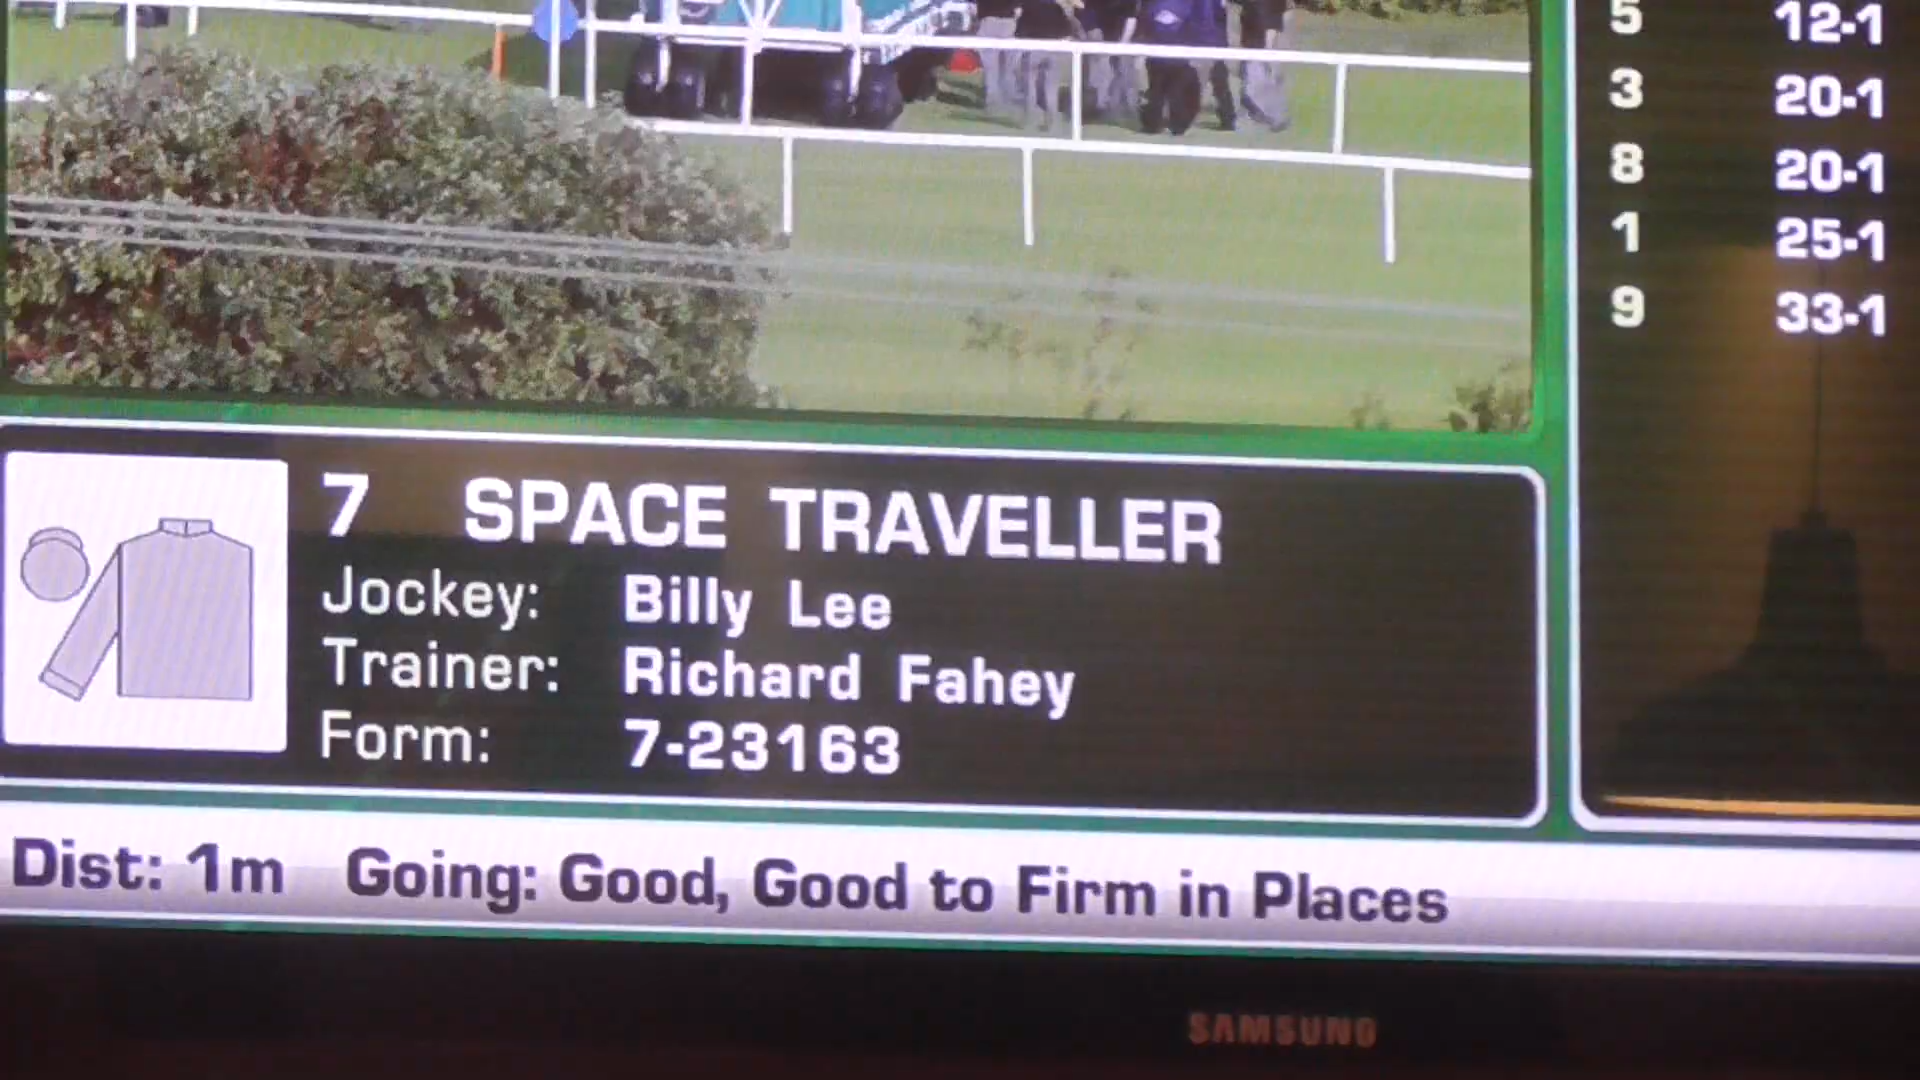 5 12-1
3 20-1
8 20-1
1 25-1
9 33-1
7 SPACE TRAVELLER
Jockey: Billy Lee
Trainer: Richard Fahey
Form: 7-23163
Dist: 1m Going: Good, Good to Firm in Places
SAMSUNG